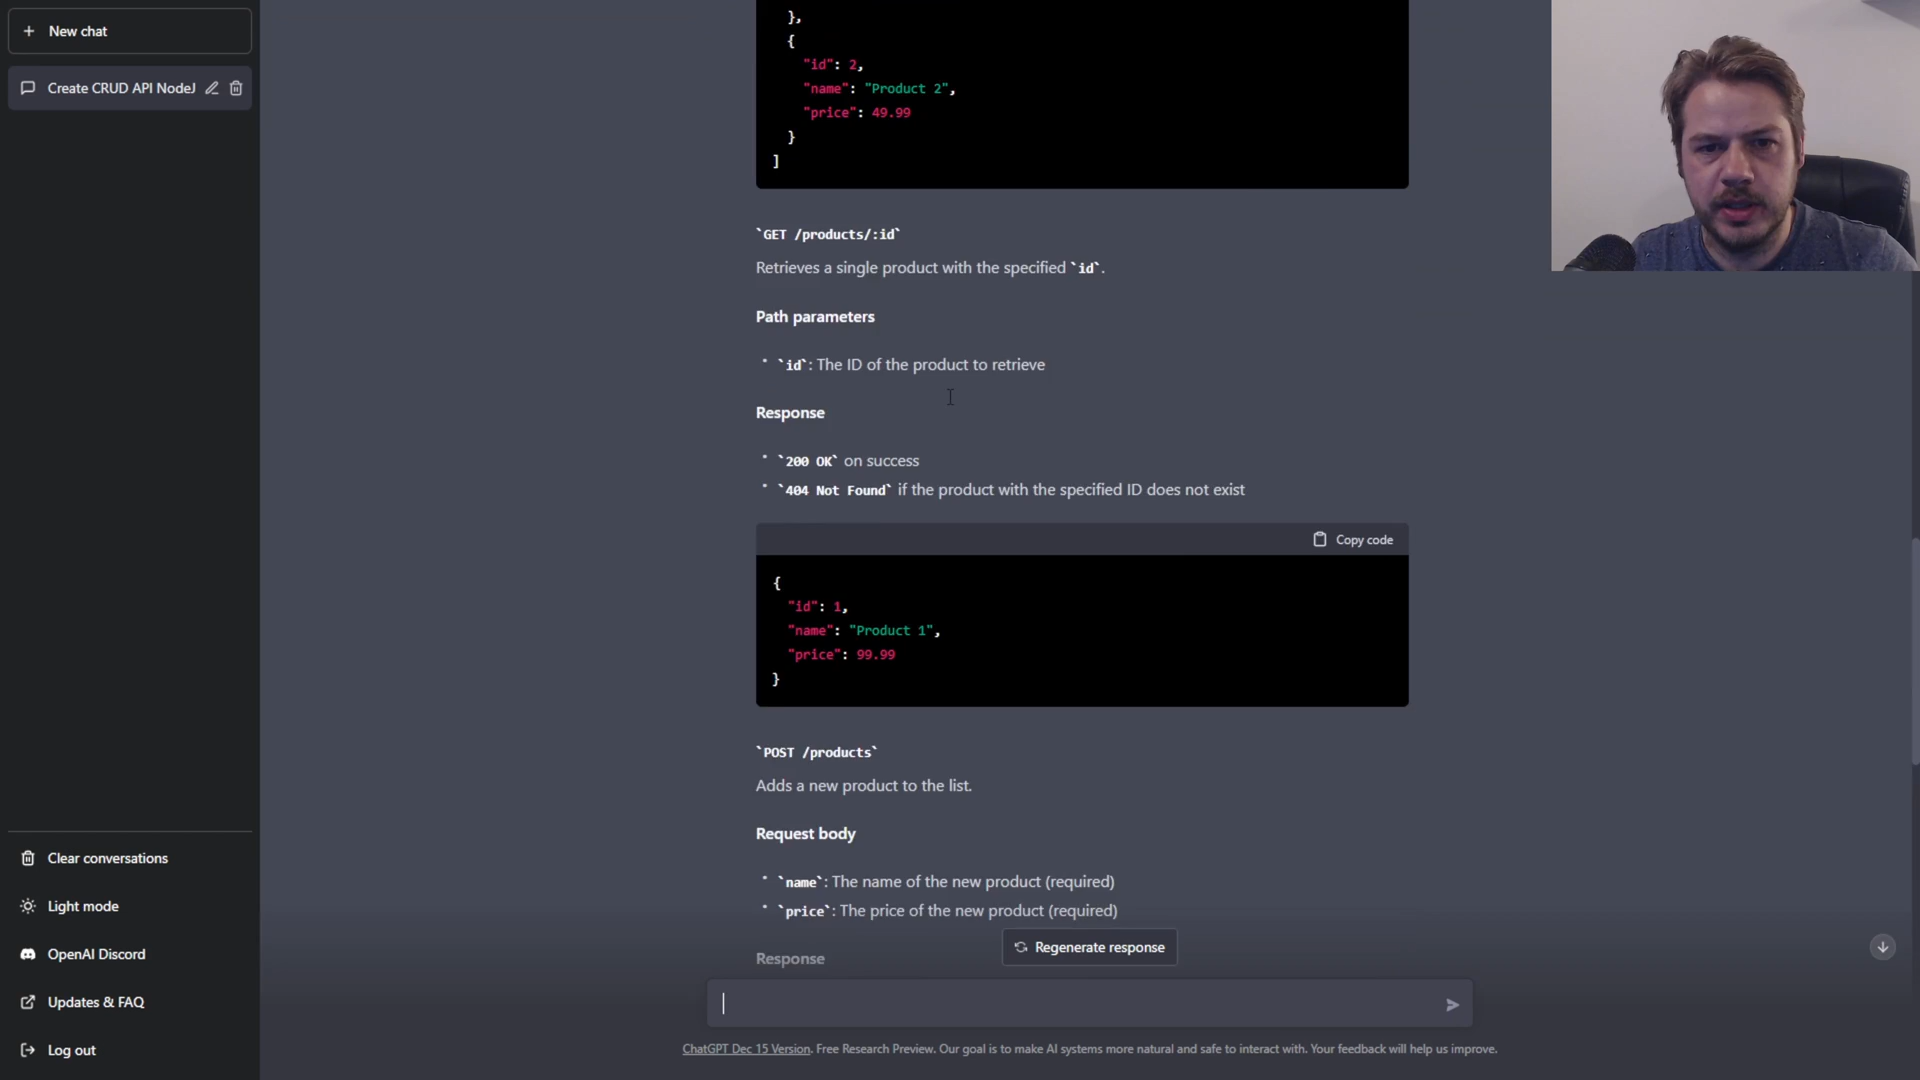 New chat
Create CRUD API NodeJ
},
{
"id": 2,
"name": "Product 2",
"price": 49.99
}
]
`GET /products/:id`
Retrieves a single product with the specified `id`.
Path parameters
• `id`: The ID of the product to retrieve
Response
• `200 OK` on success
• `404 Not Found` if the product with the specified ID does not exist
Copy code
{
"id": 1,
"name": "Product 1",
"price": 99.99
}
`POST /products`
Adds a new product to the list.
Request body
• `name`: The name of the new product (required)
• `price`: The price of the new product (required)
Response
Regenerate response
Clear conversations
Light mode
OpenAI Discord
Updates & FAQ
Log out
ChatGPT Dec 15 Version. Free Research Preview. Our goal is to make AI systems more natural and safe to interact with. Your feedback will help us improve.